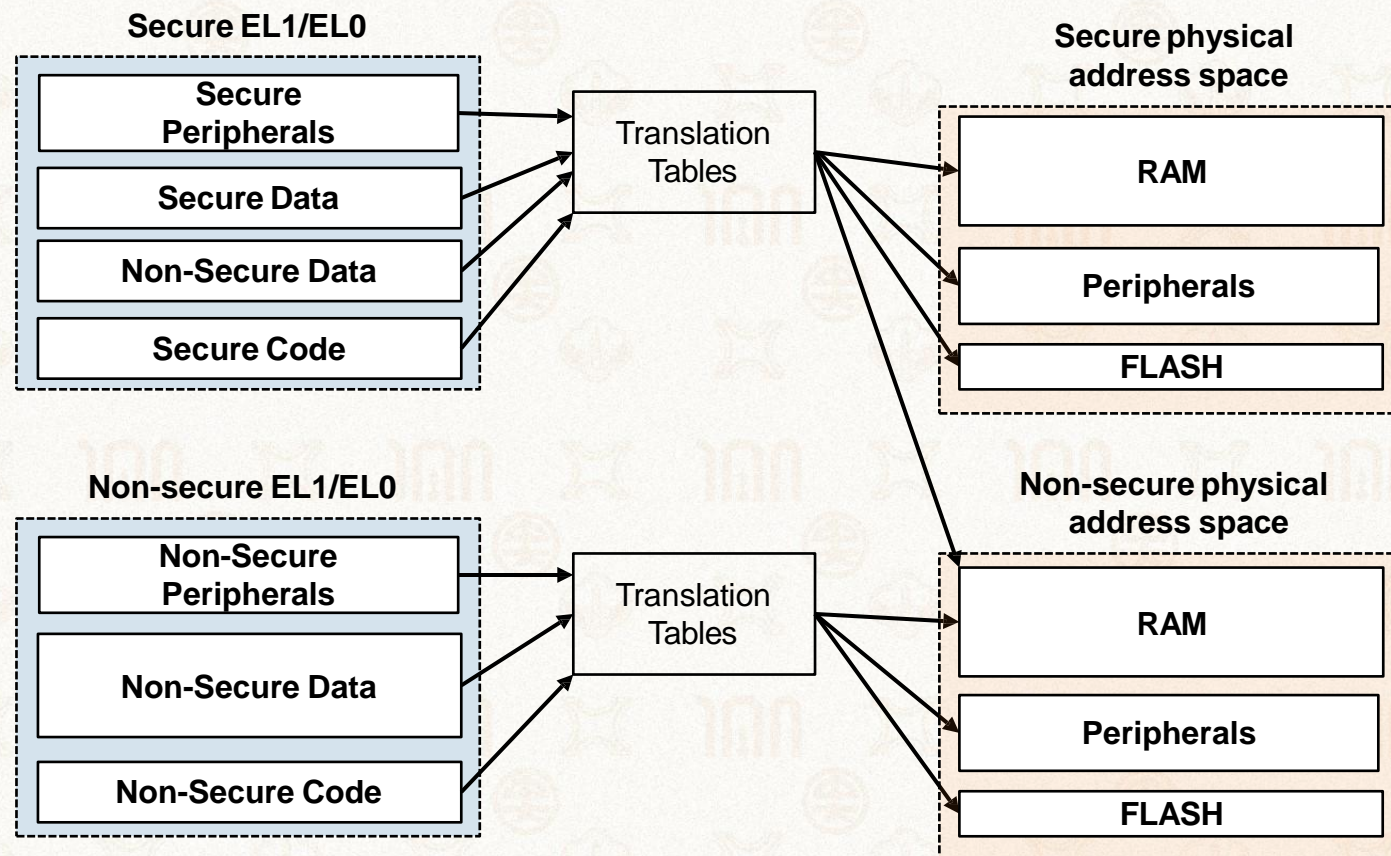 Secure EL1/EL0
Secure
Peripherals
Secure Data
Non-Secure Data
Secure Code
Translation
Tables
Secure physical
address space
RAM
Peripherals
FLASH
Non-secure EL1/EL0
Non-Secure
Peripherals
Non-Secure Data
Non-Secure Code
Translation
Tables
Non-secure physical
address space
RAM
Peripherals
FLASH